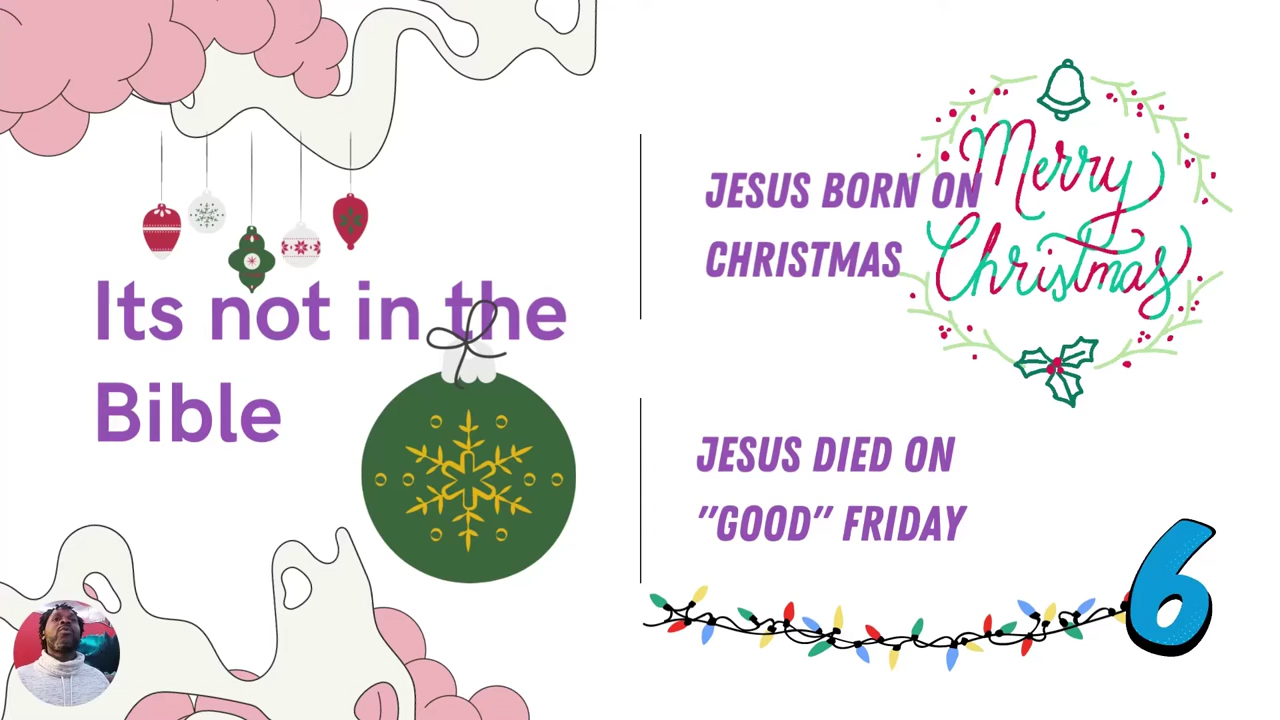 Its not in the
Bible
JESUS BORN ON
CHRISTMAS
Merry
Christmas
JESUS DIED ON
"GOOD" FRIDAY
6